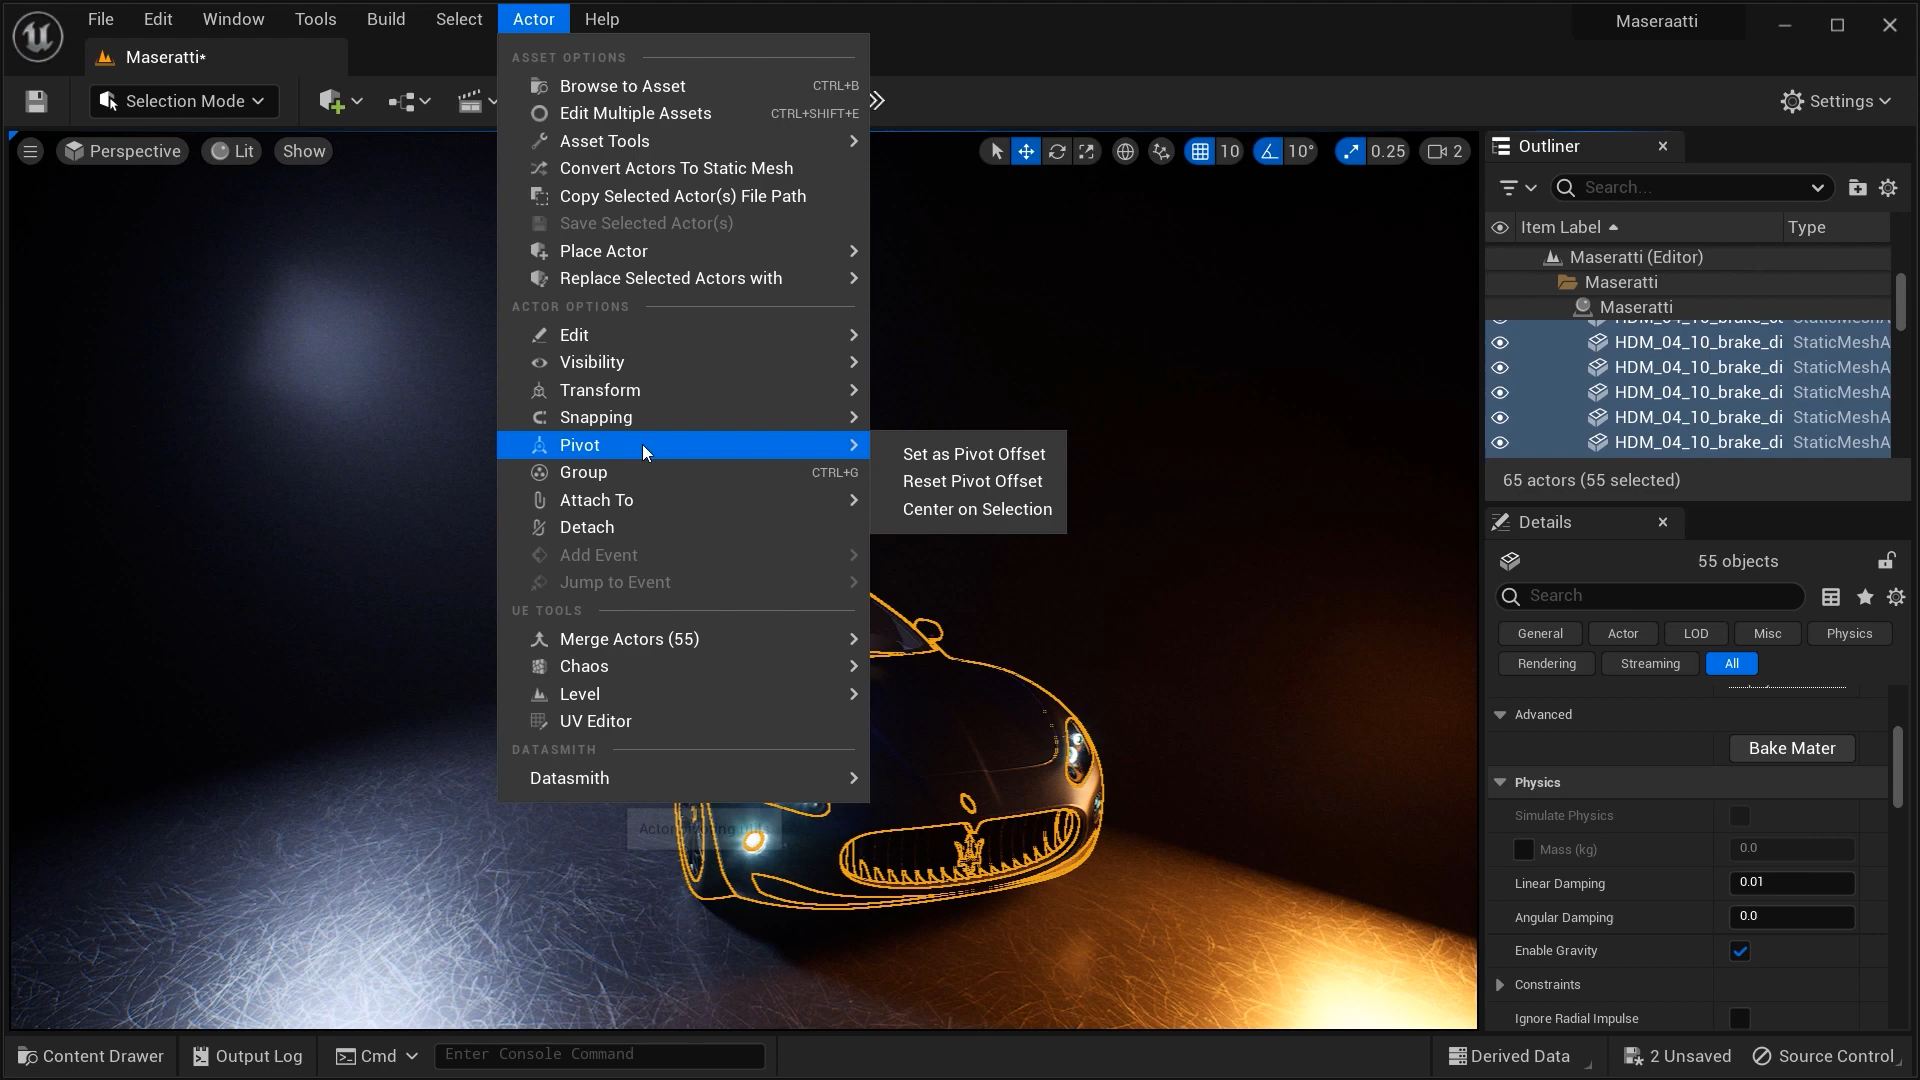 File Edit Window Tools Build Select Actor Help
Maseraatti
Maseratti*
Selection Mode
Settings
Perspective
Lit
Show
10
10°
0.25
2
ASSET OPTIONS
Browse to Asset CTRL+B
Edit Multiple Assets CTRL+SHIFT+E
Asset Tools
Convert Actors To Static Mesh
Copy Selected Actor(s) File Path
Save Selected Actor(s)
Place Actor
Replace Selected Actors with
ACTOR OPTIONS
Edit
Visibility
Transform
Snapping
Pivot
Group CTRL+G
Attach To
Detach
Add Event
Jump to Event
UE TOOLS
Merge Actors (55)
Chaos
Level
UV Editor
DATASMITH
Datasmith
Set as Pivot Offset
Reset Pivot Offset
Center on Selection
Outliner
Search...
Item Label Type
Maseratti (Editor)
Maseratti
Maseratti
HDM_04_10_brake_di StaticMeshA
HDM_04_10_brake_di StaticMeshA
HDM_04_10_brake_di StaticMeshA
HDM_04_10_brake_di StaticMeshA
HDM_04_10_brake_di StaticMeshA
65 actors (55 selected)
Details
55 objects
Search
General Actor LOD Misc Physics
Rendering Streaming All
Advanced
Bake Mater
Physics
Simulate Physics
Mass (kg) 0.0
Linear Damping 0.01
Angular Damping 0.0
Enable Gravity
Constraints
Ignore Radial Impulse
Content Drawer
Output Log
Cmd
Enter Console Command
Derived Data
2 Unsaved
Source Control